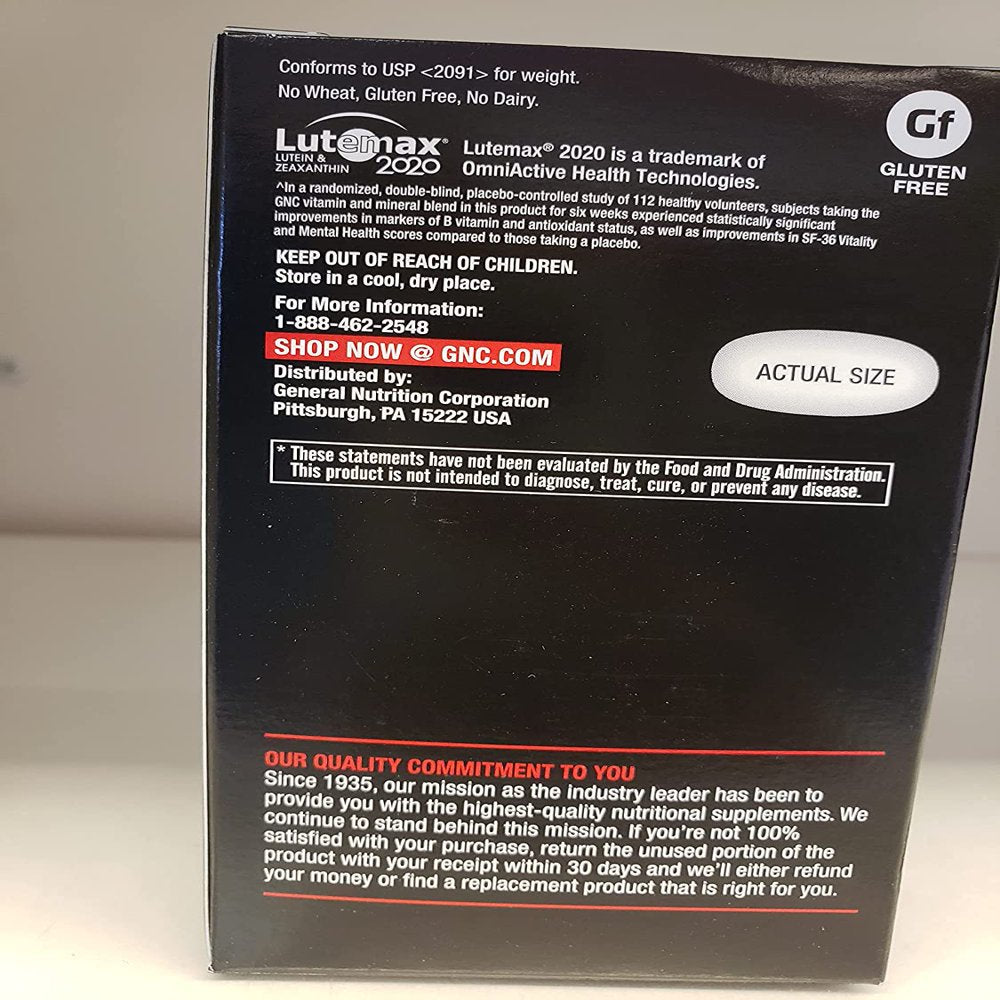 Conforms to USP <2091> for weight.
No Wheat, Gluten Free, No Dairy.
Gf
GLUTEN
FREE
Lutemax®
LUTEIN &
ZEAXANTHIN
2020
Lutemax® 2020 is a trademark of
OmniActive Health Technologies.
^In a randomized, double-blind, placebo-controlled study of 112 healthy volunteers, subjects taking the
GNC vitamin and mineral blend in this product for six weeks experienced statistically significant
improvements in markers of B vitamin and antioxidant status, as well as improvements in SF-36 Vitality
and Mental Health scores compared to those taking a placebo.
KEEP OUT OF REACH OF CHILDREN.
Store in a cool, dry place.
For More Information:
1-888-462-2548
SHOP NOW @ GNC.COM
Distributed by:
General Nutrition Corporation
Pittsburgh, PA 15222 USA
ACTUAL SIZE
* These statements have not been evaluated by the Food and Drug Administration.
This product is not intended to diagnose, treat, cure, or prevent any disease.
OUR QUALITY COMMITMENT TO YOU
Since 1935, our mission as the industry leader has been to
provide you with the highest-quality nutritional supplements. We
continue to stand behind this mission. If you're not 100%
satisfied with your purchase, return the unused portion of the
product with your receipt within 30 days and we'll either refund
your money or find a replacement product that is right for you.